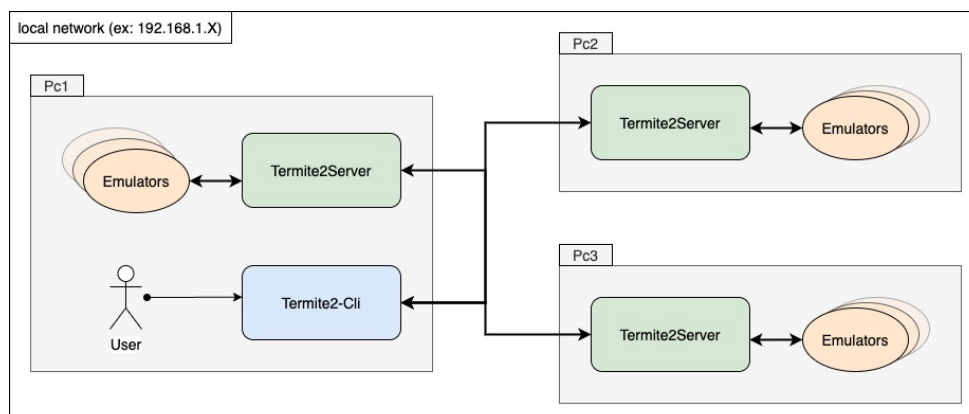 local network (ex: 192.168.1.X)
Pc1
Emulators
Termite2Server
User
Termite2-Cli
Pc2
Termite2Server
Emulators
Pc3
Termite2Server
Emulators